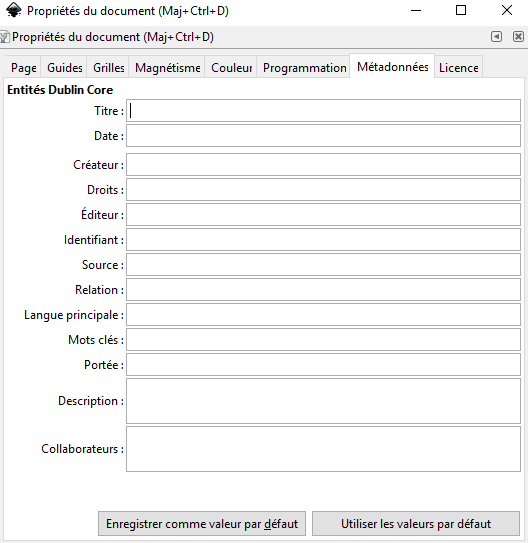 Propriétés du document (Maj+Ctrl+D)
Propriétés du document (Maj+Ctrl+D)
Page Guides Grilles Magnétisme Couleur Programmation Métadonnées Licence
Entités Dublin Core
Titre :
Date :
Créateur :
Droits :
Éditeur :
Identifiant :
Source :
Relation :
Langue principale :
Mots clés :
Portée :
Description :
Collaborateurs :
Enregistrer comme valeur par défaut Utiliser les valeurs par défaut